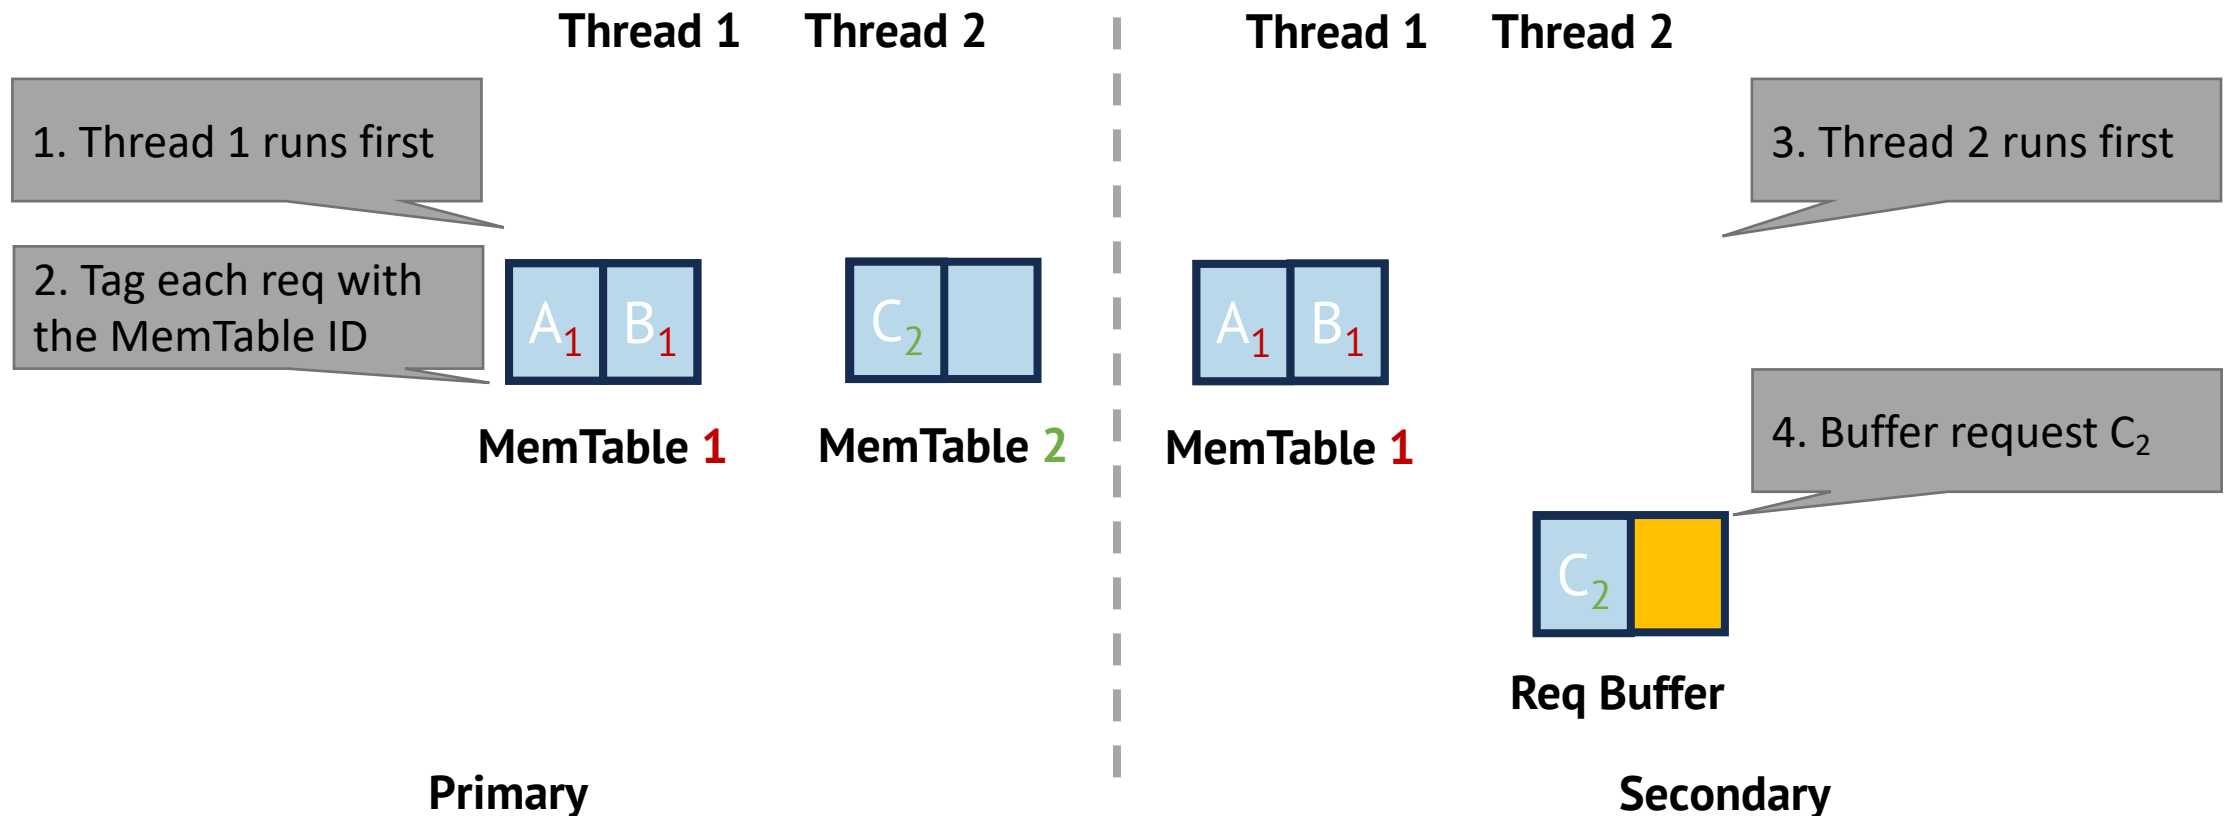 Thread 1 Thread 2
Thread 1 Thread 2
1. Thread 1 runs first
3. Thread 2 runs first
2. Tag each req with
the MemTable ID
A₁ B₁
C₂
A₁ B₁
MemTable 1
MemTable 2
MemTable 1
4. Buffer request C₂
C₂
Req Buffer
Primary
Secondary